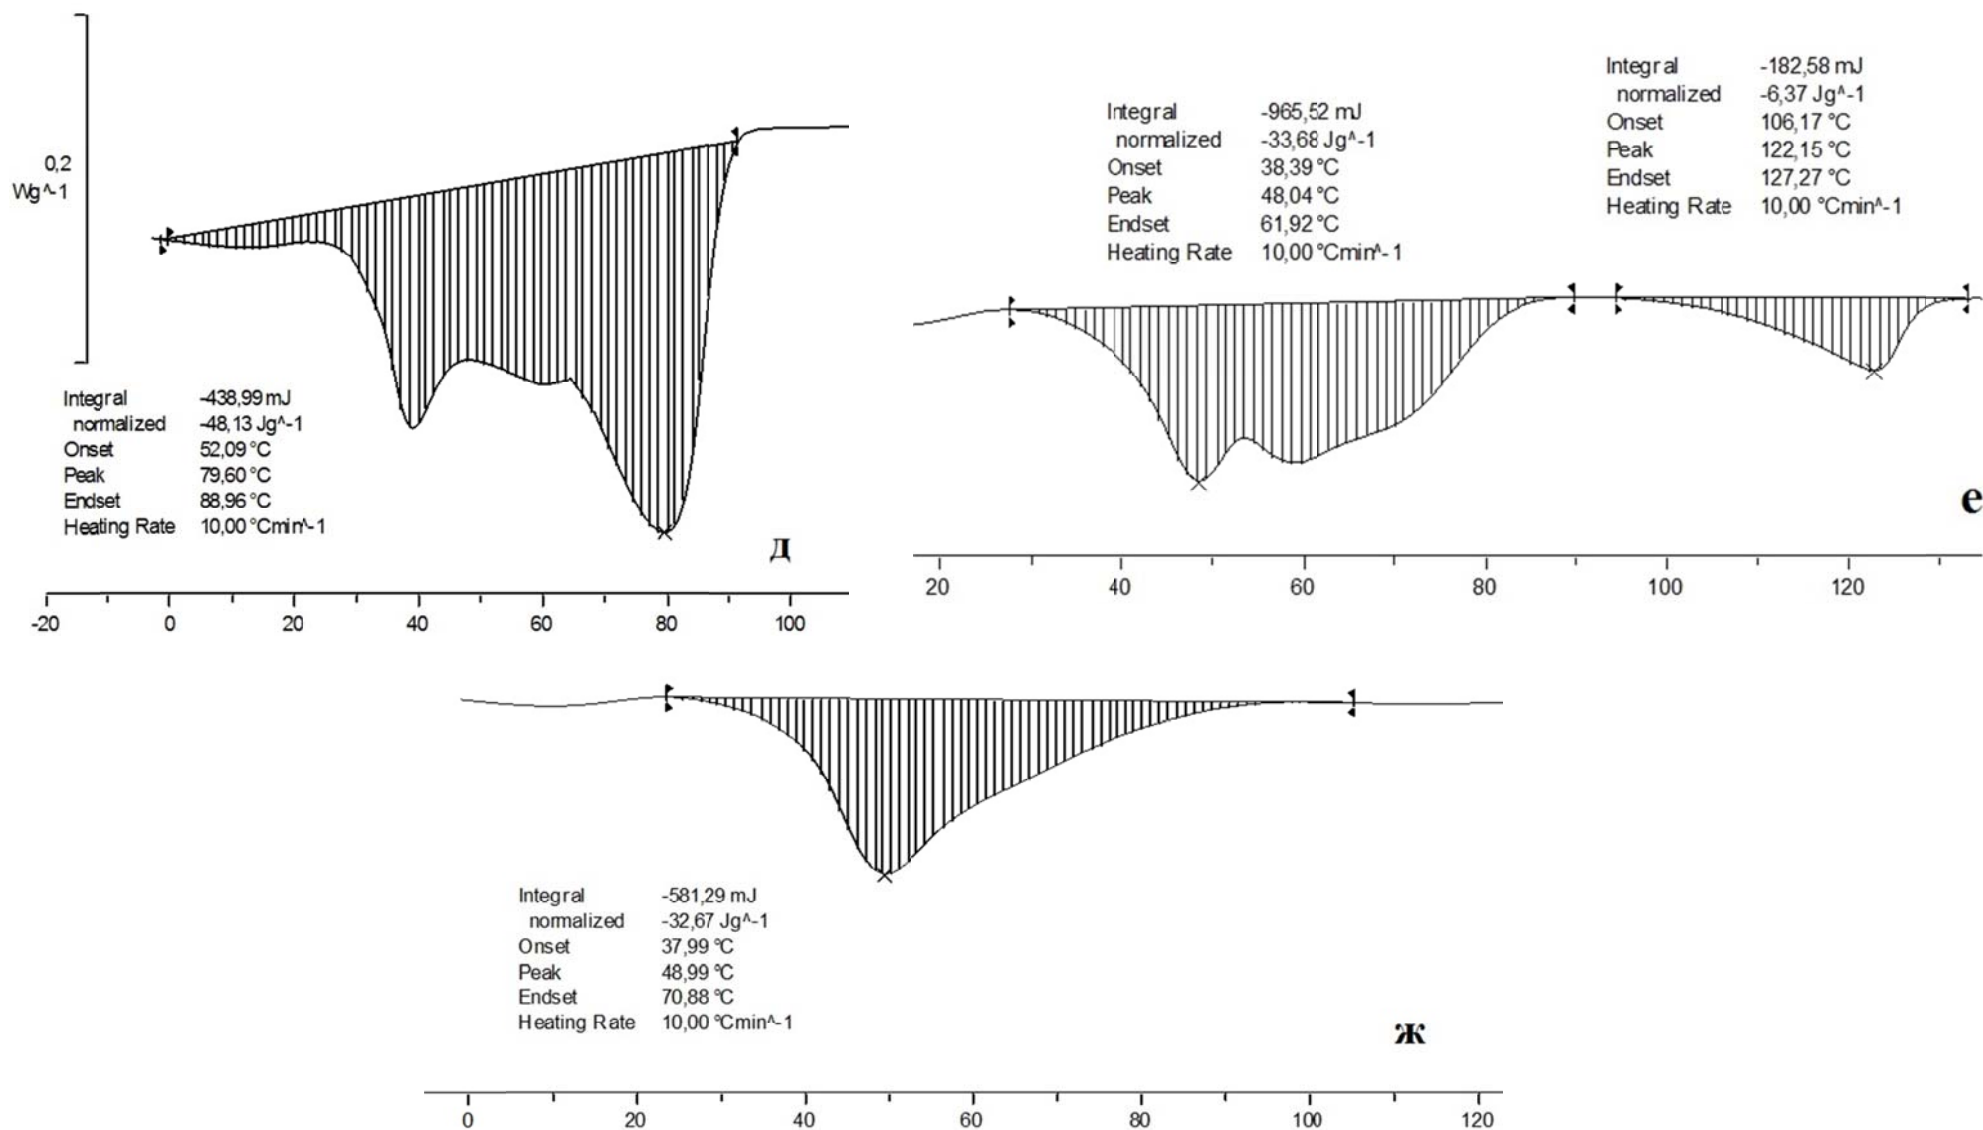 0,2
Wg^-1
Integral -438,99 mJ
normalized -48,13 Jg^-1
Onset 52,09 °C
Peak 79,60 °C
Endset 88,96 °C
Heating Rate 10,00 °Cmin^-1
д
-20 0 20 40 60 80 100
Integral -965,52 mJ
normalized -33,68 Jg^-1
Onset 38,39 °C
Peak 48,04 °C
Endset 61,92 °C
Heating Rate 10,00 °Cmin^-1
Integral -182,58 mJ
normalized -6,37 Jg^-1
Onset 106,17 °C
Peak 122,15 °C
Endset 127,27 °C
Heating Rate 10,00 °Cmin^-1
е
20 40 60 80 100 120
Integral -581,29 mJ
normalized -32,67 Jg^-1
Onset 37,99 °C
Peak 48,99 °C
Endset 70,88 °C
Heating Rate 10,00 °Cmin^-1
ж
0 20 40 60 80 100 120